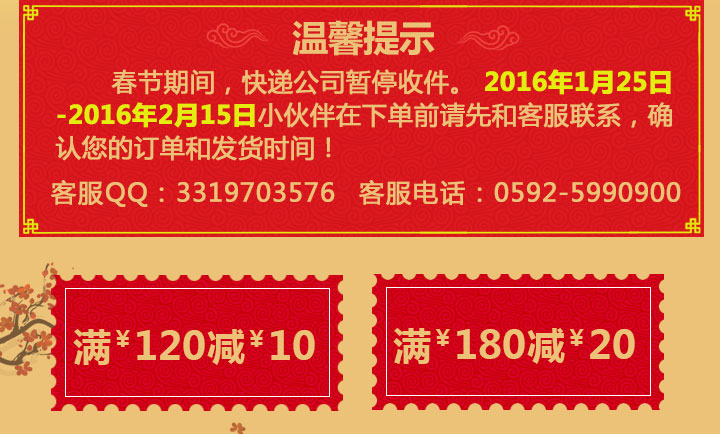 温馨提示
春节期间，快递公司暂停收件。 2016年1月25日
-2016年2月15日小伙伴在下单前请先和客服联系，确
认您的订单和发货时间！
客服QQ：3319703576 客服电话：0592-5990900
满¥120减¥10
满¥180减¥20